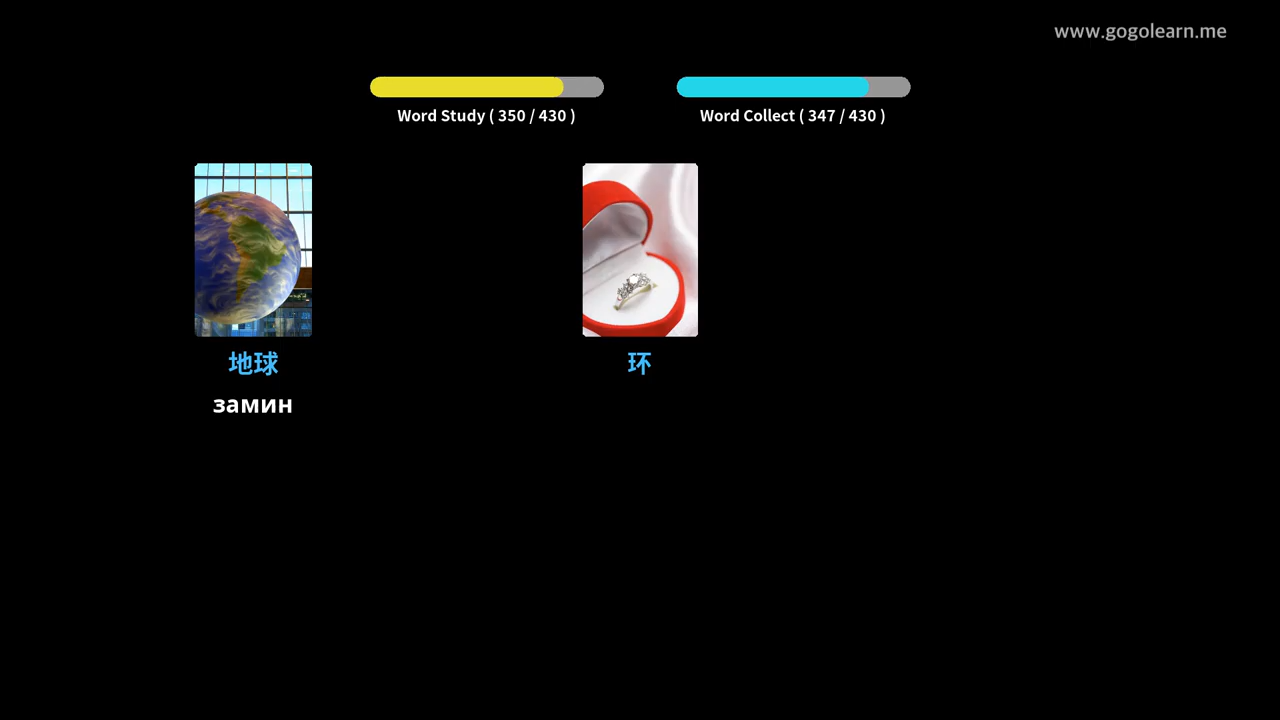 www.gogolearn.me
Word Study ( 350 / 430 )
Word Collect ( 347 / 430 )
地球
环
замин